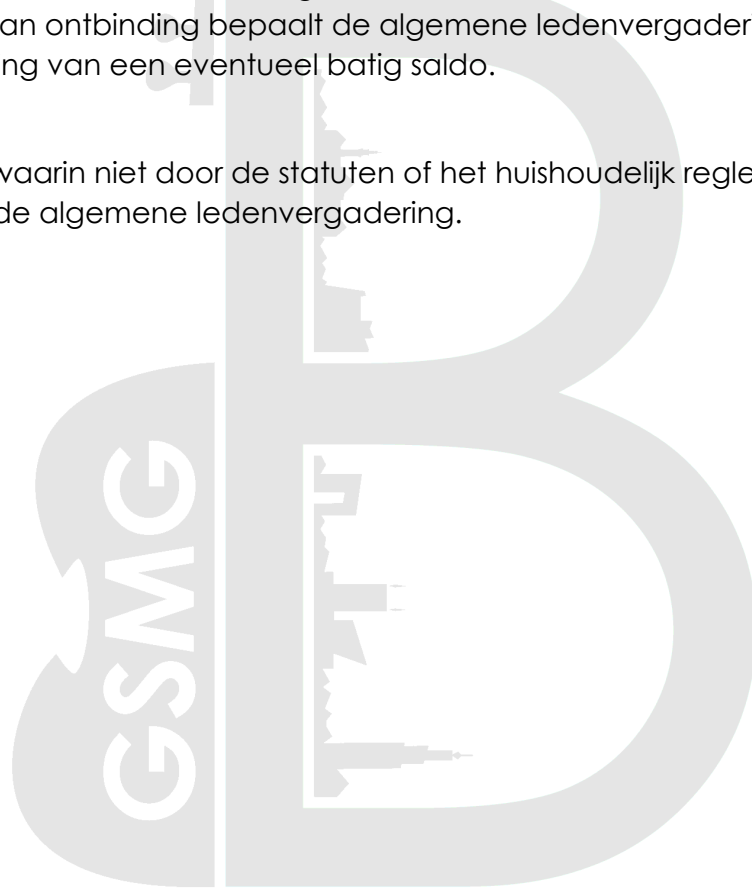 an ontbinding bepaalt de algemene ledenvergader
ng van een eventueel batig saldo.
waarin niet door de statuten of het huishoudelijk regle
de algemene ledenvergadering.
GSMG
B